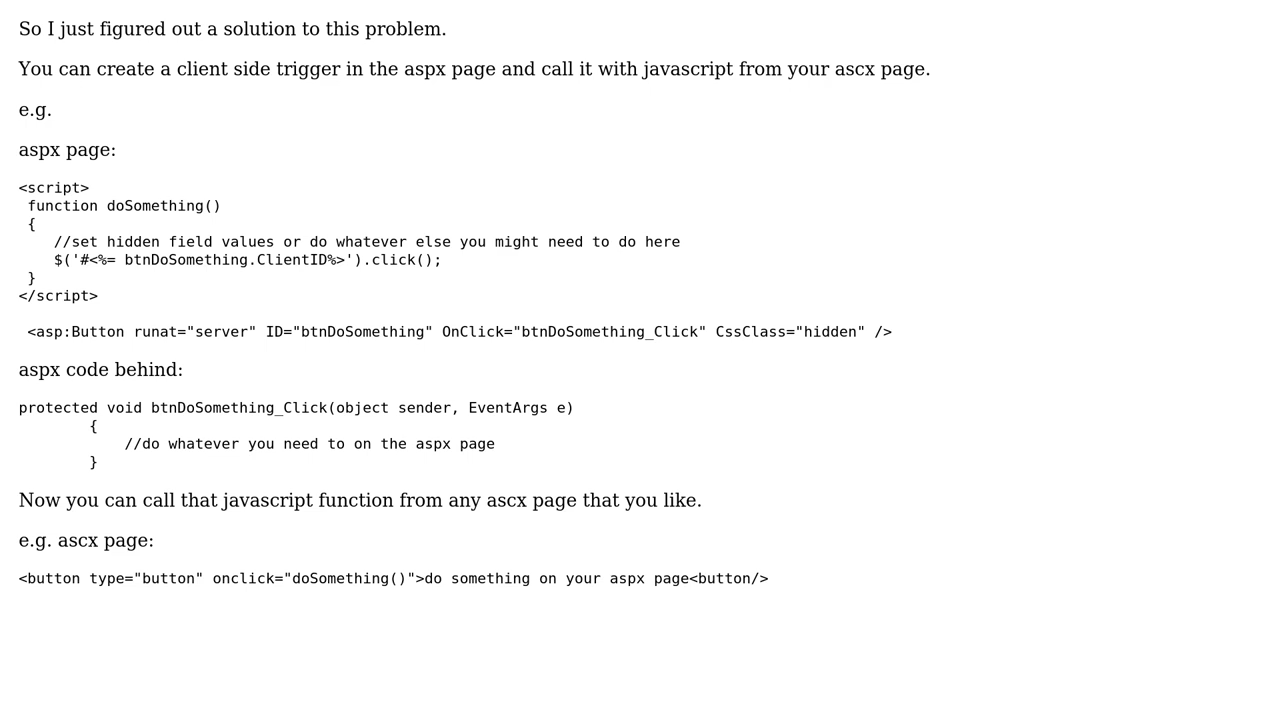 So I just figured out a solution to this problem.
You can create a client side trigger in the aspx page and call it with javascript from your ascx page.
e.g.
aspx page:
<script>
 function doSomething()
 {
    //set hidden field values or do whatever else you might need to do here
    $('#<%= btnDoSomething.ClientID%>').click();
 }
</script>
 <asp:Button runat="server" ID="btnDoSomething" OnClick="btnDoSomething_Click" CssClass="hidden" />
aspx code behind:
protected void btnDoSomething_Click(object sender, EventArgs e)
        {
            //do whatever you need to on the aspx page
        }
Now you can call that javascript function from any ascx page that you like.
e.g. ascx page:
<button type="button" onclick="doSomething()">do something on your aspx page<button/>